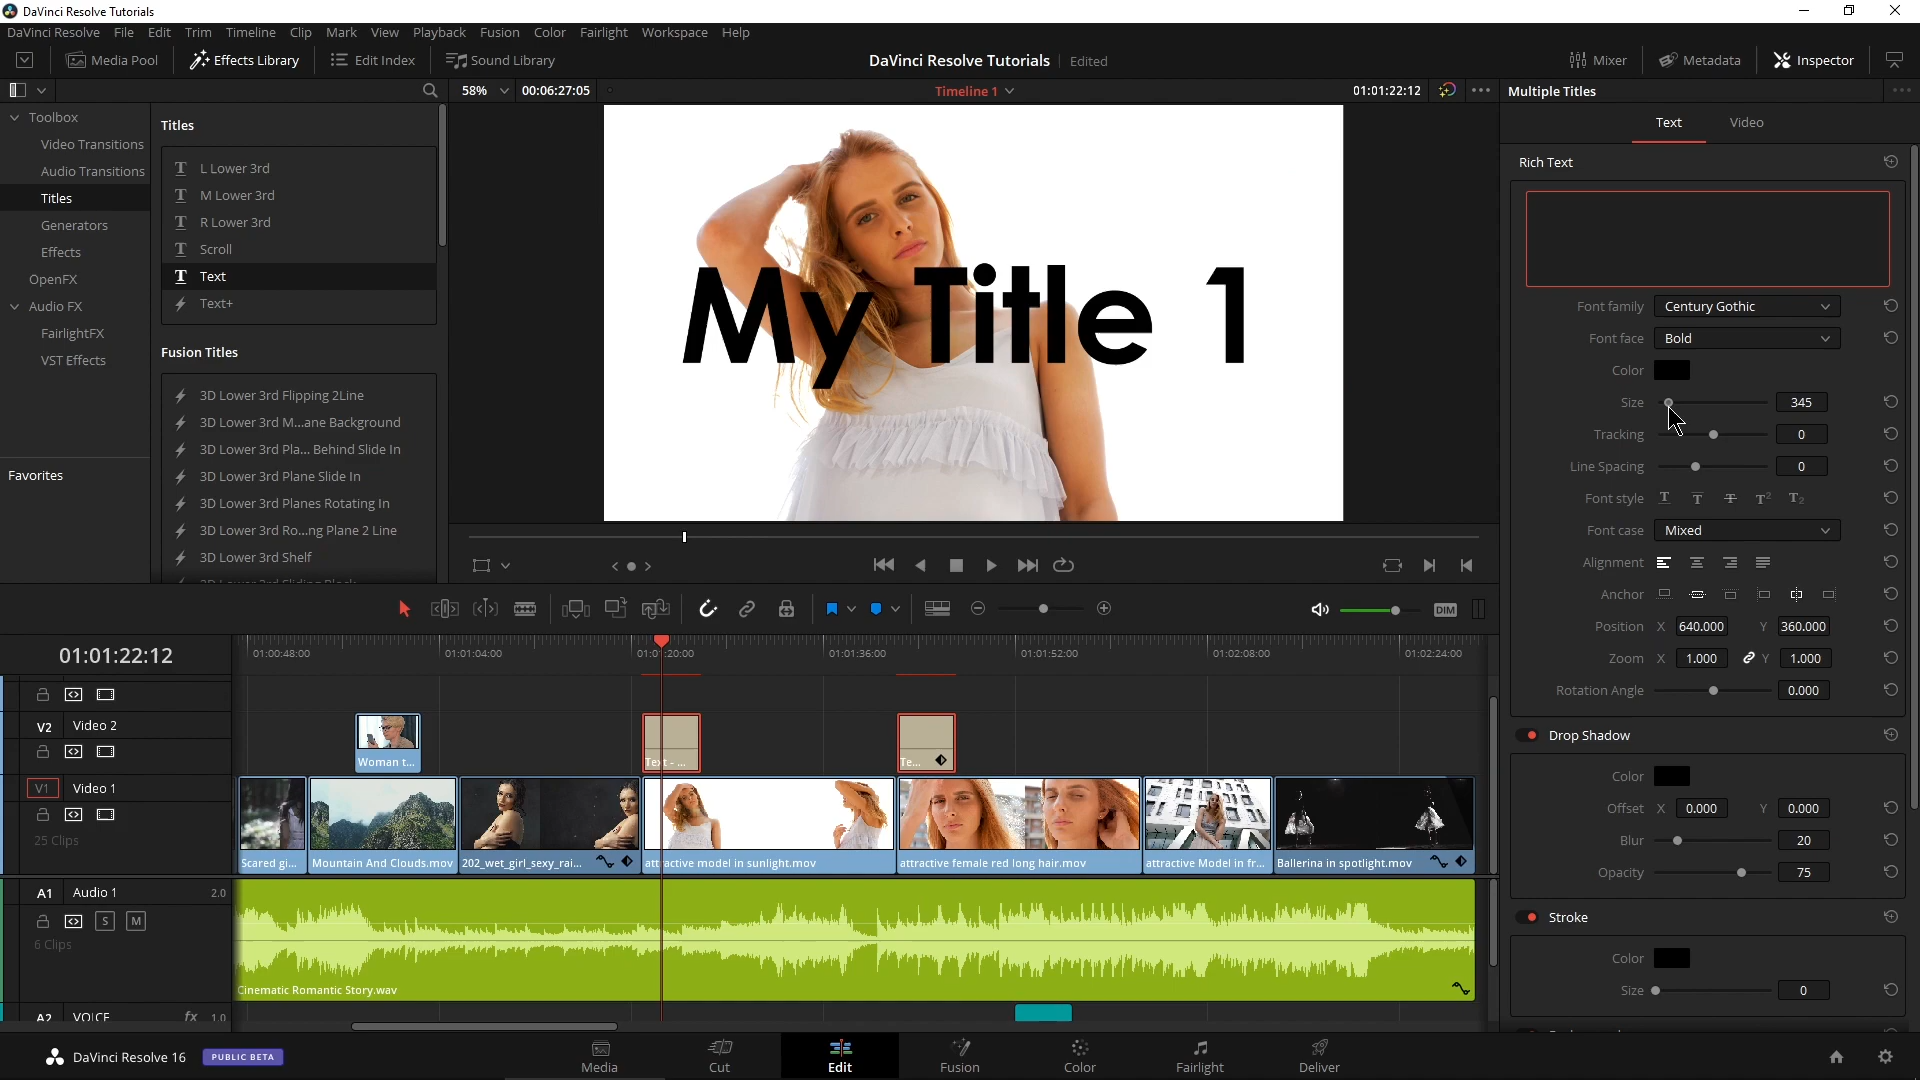 DaVinci Resolve Tutorials
DaVinci Resolve File Edit Trim Timeline Clip Mark View Playback Fusion Color Fairlight Workspace Help
Media Pool Effects Library Edit Index Sound Library DaVinci Resolve Tutorials Edited Mixer Metadata Inspector
58% 00:06:27:05 Timeline 1 01:01:22:12 Multiple Titles
Toolbox
Video Transitions
Audio Transitions
Titles
Generators
Effects
OpenFX
Audio FX
FairlightFX
VST Effects
Favorites
Titles
L Lower 3rd
M Lower 3rd
R Lower 3rd
Scroll
Text
Text+
Fusion Titles
3D Lower 3rd Flipping 2Line
3D Lower 3rd M...ane Background
3D Lower 3rd Pla... Behind Slide In
3D Lower 3rd Plane Slide In
3D Lower 3rd Planes Rotating In
3D Lower 3rd Ro...ng Plane 2 Line
3D Lower 3rd Shelf
My Title 1
Text Video
Rich Text
Font family Century Gothic
Font face Bold
Color
Size 345
Tracking 0
Line Spacing 0
Font style T T T T2 T2
Font case Mixed
Alignment
Anchor
Position X 640.000 Y 360.000
Zoom X 1.000 Y 1.000
Rotation Angle 0.000
Drop Shadow
Color
Offset X 0.000 Y 0.000
Blur 20
Opacity 75
Stroke
Color
Size 0
DIM
01:01:22:12
01:00:48:00 01:01:04:00 01:01:20:00 01:01:36:00 01:01:52:00 01:02:08:00 01:02:24:00
V2 Video 2
Woman t... Text - ... Te...
V1 Video 1
25 Clips
Scared gi... Mountain And Clouds.mov 202_wet_girl_sexy_rai... attractive model in sunlight.mov attractive female red long hair.mov attractive Model in fr... Ballerina in spotlight.mov
A1 Audio 1 2.0
S M
6 Clips
Cinematic Romantic Story.wav
A2 VOICE fx 1.0
DaVinci Resolve 16 PUBLIC BETA
Media Cut Edit Fusion Color Fairlight Deliver